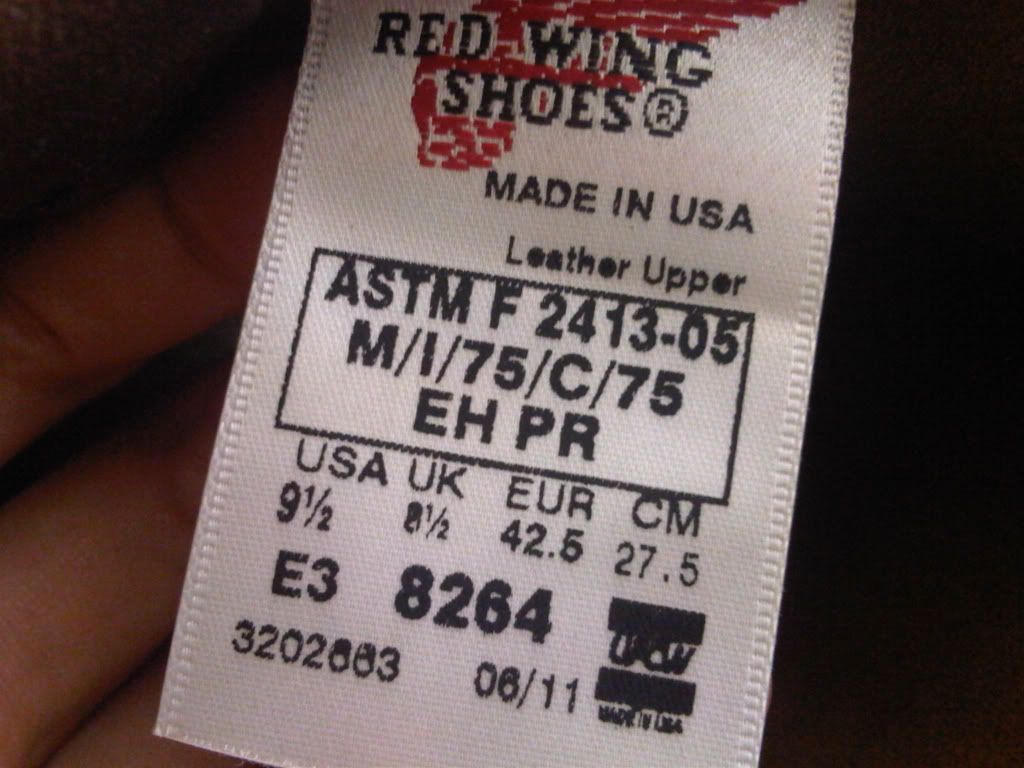 RED WING
SHOES®
MADE IN USA
Leather Upper
ASTM F 2413-05
M/I/75/C/75
EH PR
USA UK EUR CM
9½ 8½ 42.5 27.5
E3 8264
3202663 06/11
MADE IN USA